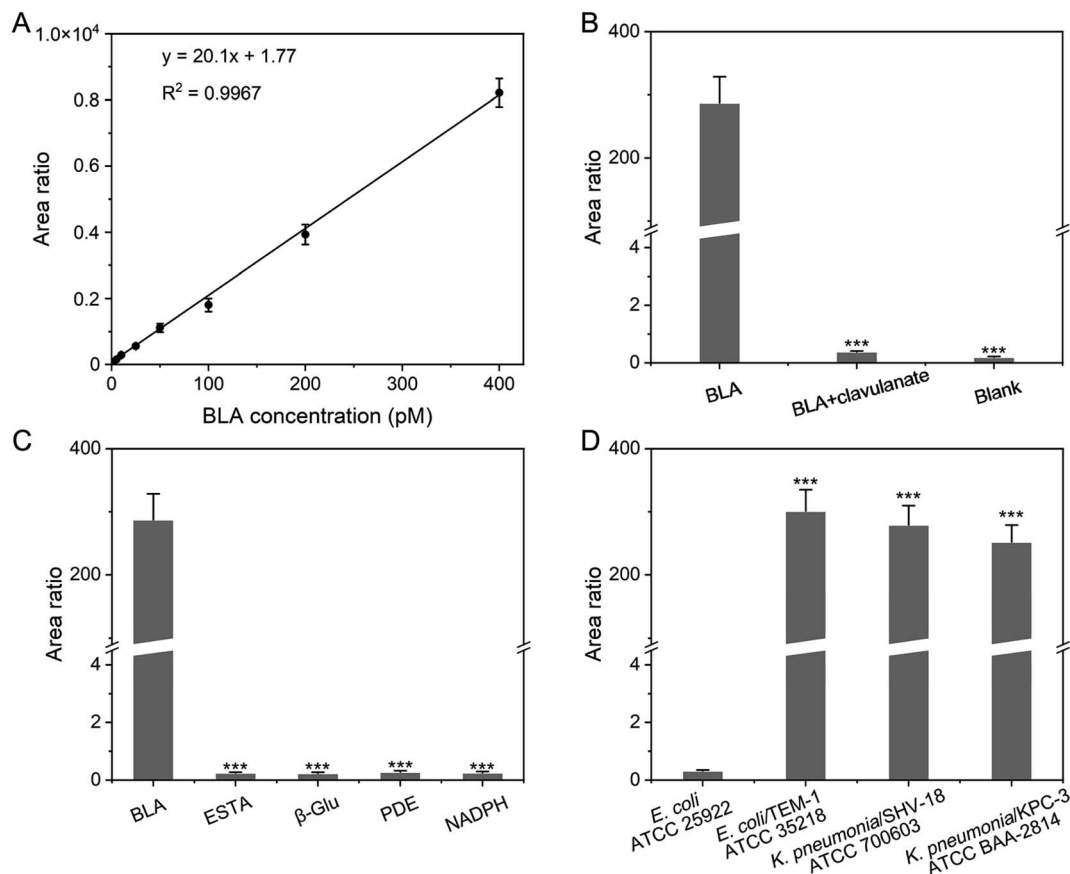 A
1.0×10⁴
0.8
0.6
0.4
0.2
0
Area ratio
y = 20.1x + 1.77
R² = 0.9967
0
100
200
300
400
BLA concentration (pM)
B
400
200
4
2
0
Area ratio
***
***
BLA
BLA+clavulanate
Blank
C
400
200
4
2
0
Area ratio
***
***
***
***
BLA
ESTA
β-Glu
PDE
NADPH
D
400
200
4
2
0
Area ratio
***
***
***
E. coli
ATCC 25922
E. coli/TEM-1
ATCC 35218
K. pneumonia/SHV-18
ATCC 700603
K. pneumonia/KPC-3
ATCC BAA-2814